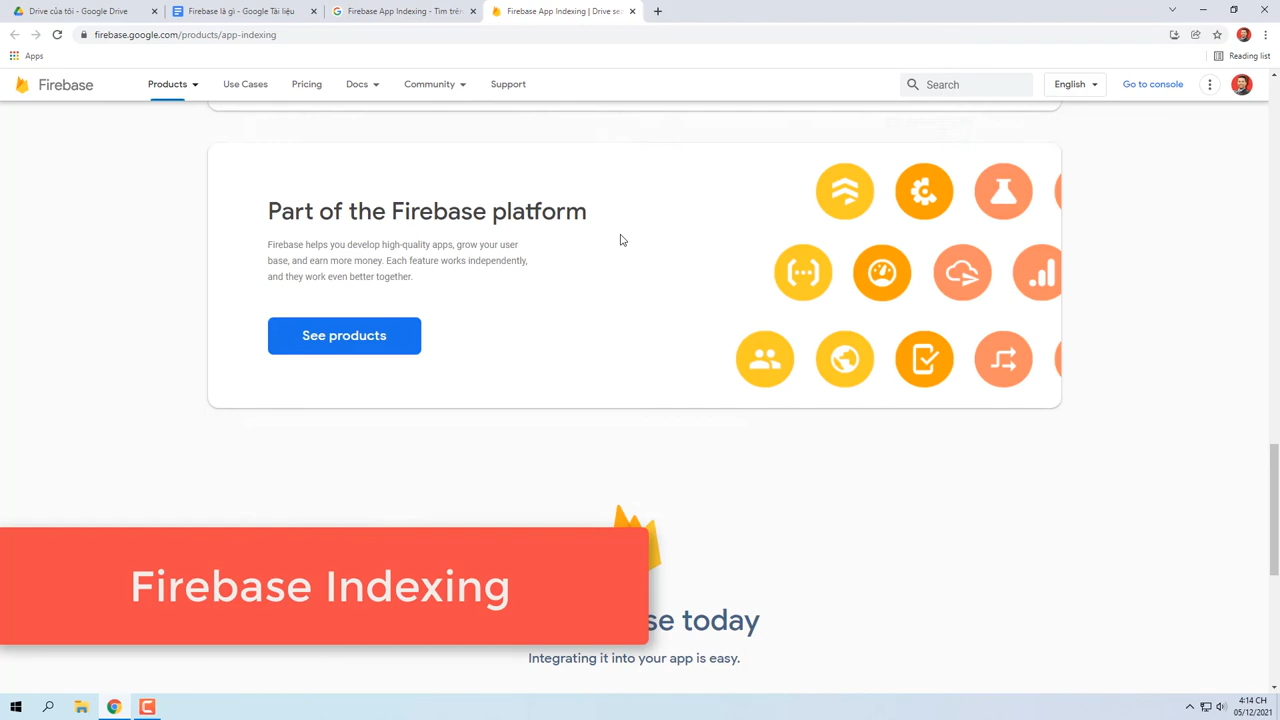 Drive của tôi - Google Drive
Firebase là gì - Google Tài liệu
Firebase App Indexing - Tìm trên
Firebase App Indexing | Drive se
firebase.google.com/products/app-indexing
Apps
Reading list
Firebase
Products
Use Cases
Pricing
Docs
Community
Support
Search
English
Go to console
Part of the Firebase platform
Firebase helps you develop high-quality apps, grow your user
base, and earn more money. Each feature works independently,
and they work even better together.
See products
Firebase Indexing
se today
Integrating it into your app is easy.
4:14 CH
05/12/2021